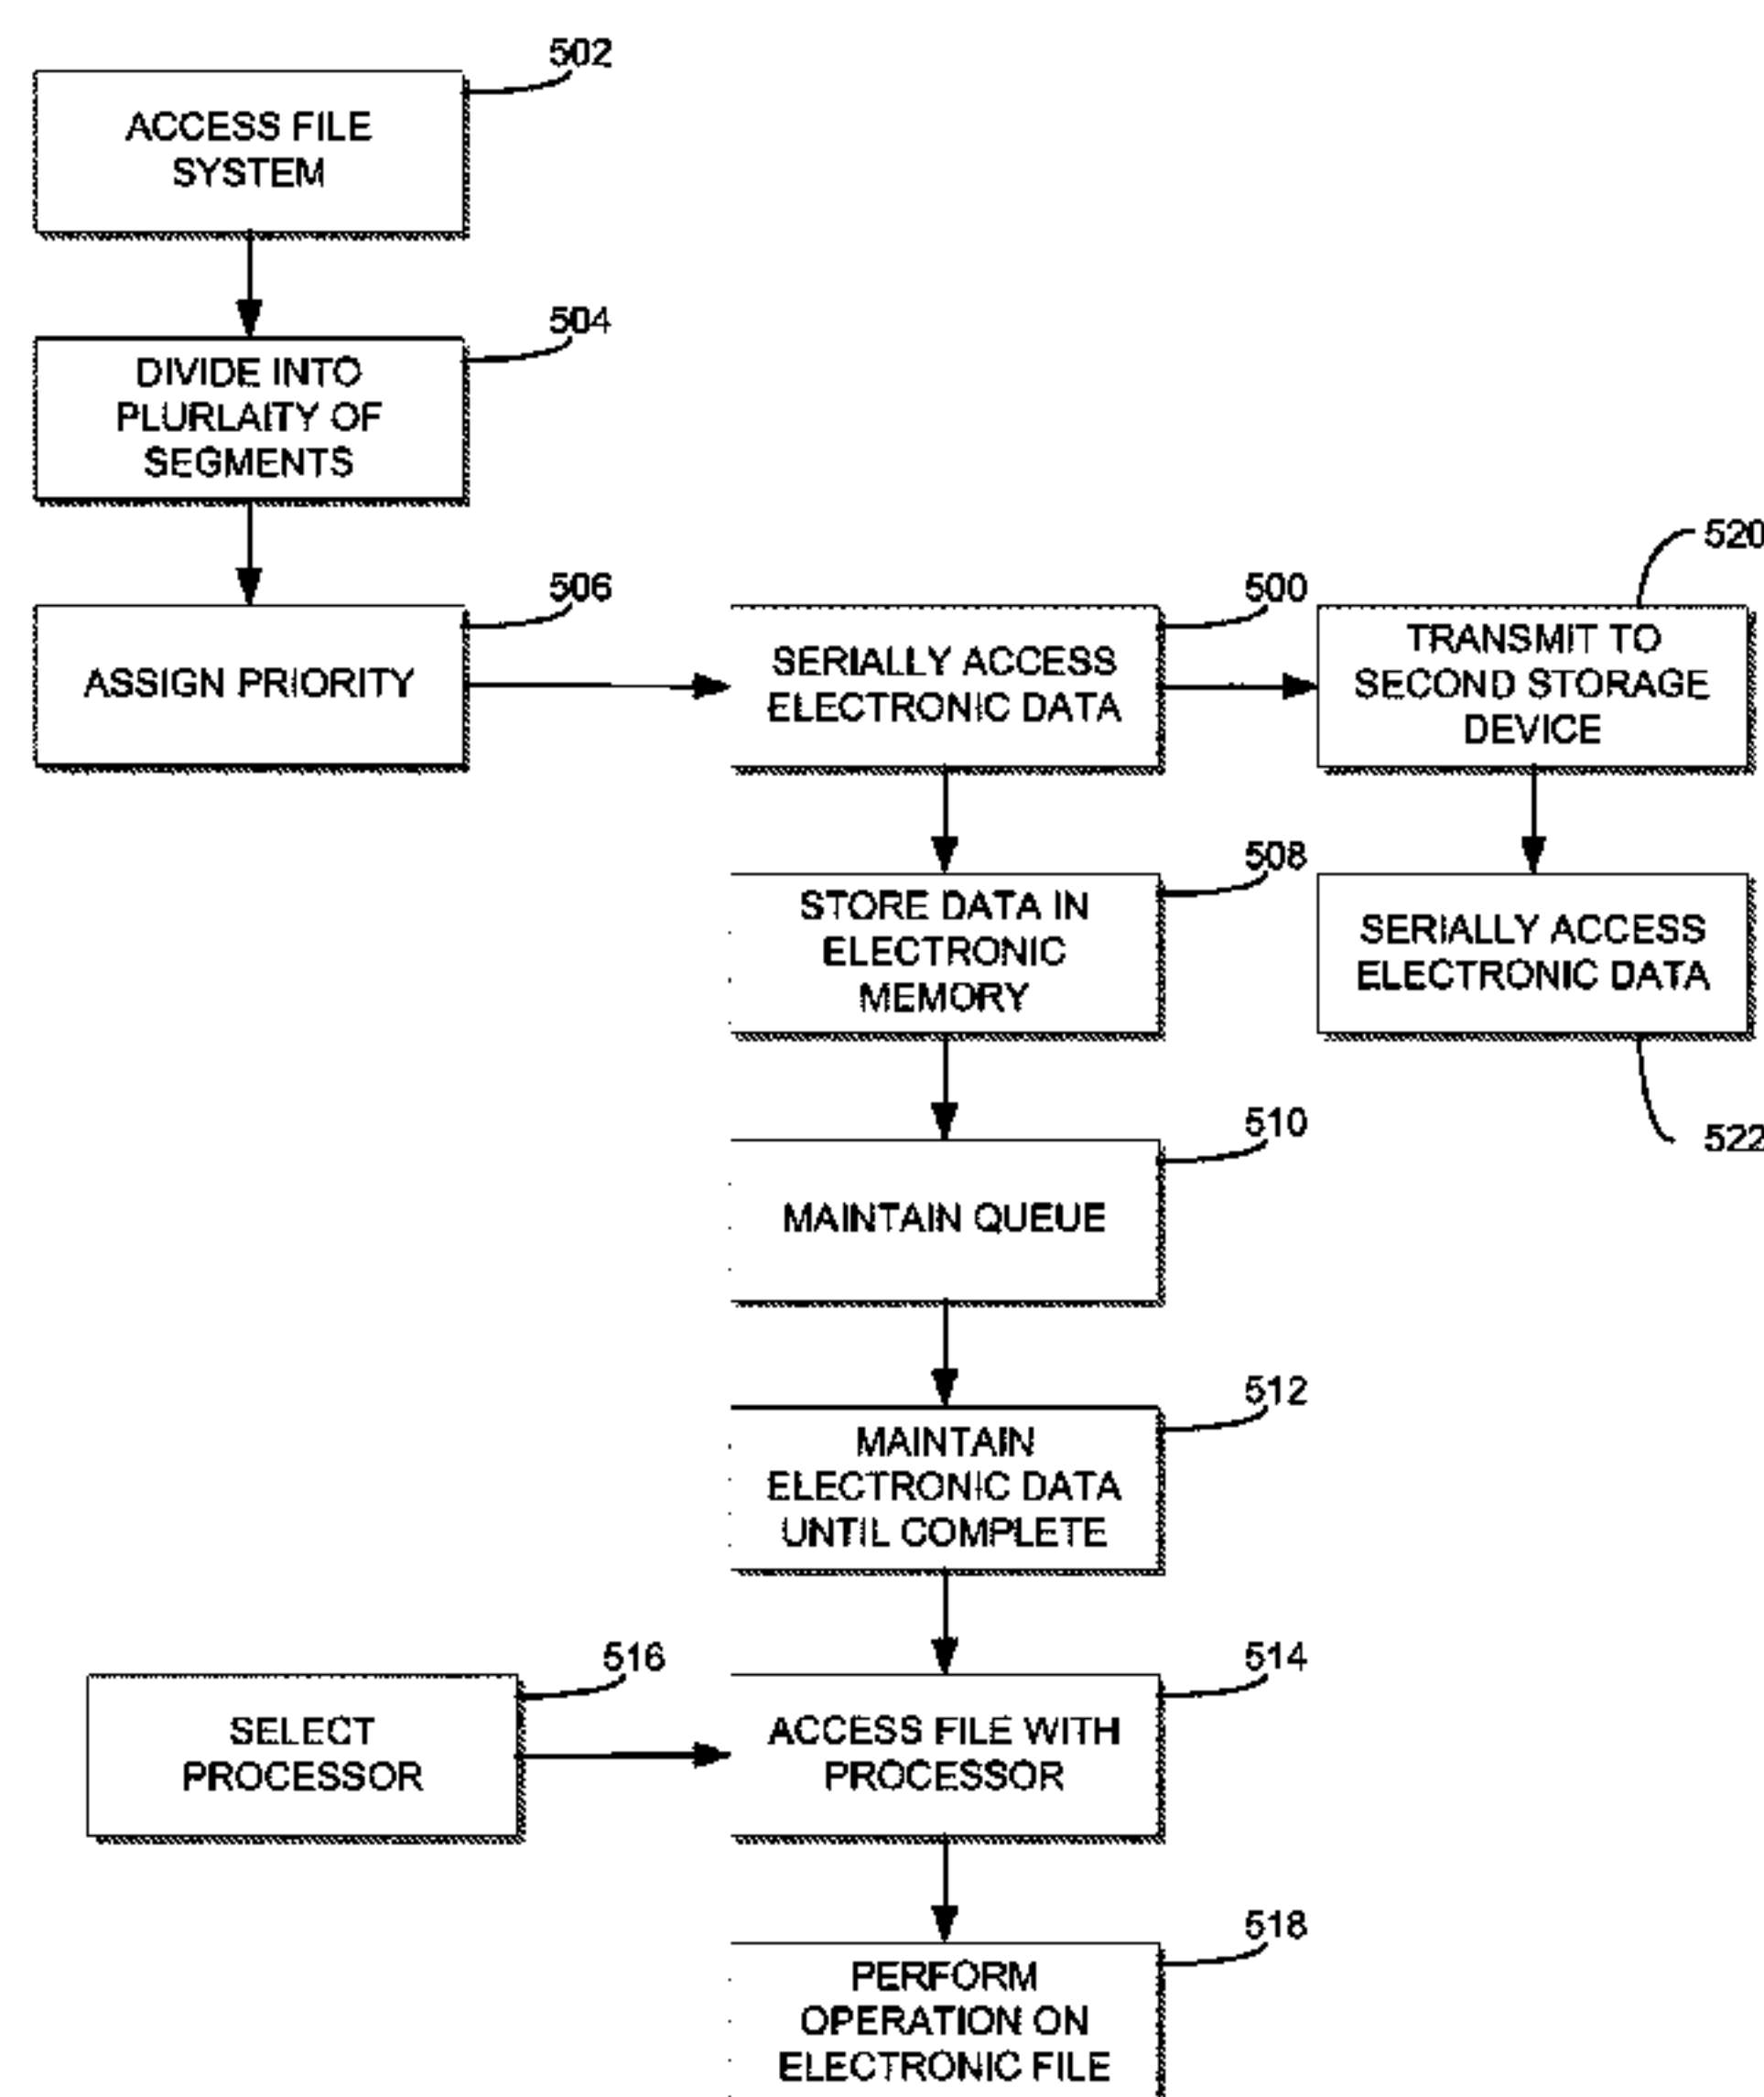 502
ACCESS FILE
SYSTEM
504
DIVIDE INTO
PLURLAITY OF
SEGMENTS
506
ASSIGN PRIORITY
500
SERIALLY ACCESS
ELECTRONIC DATA
520
TRANSMIT TO
SECOND STORAGE
DEVICE
508
STORE DATA IN
ELECTRONIC
MEMORY
SERIALLY ACCESS
ELECTRONIC DATA
522
510
MAINTAIN QUEUE
512
MAINTAIN
ELECTRONIC DATA
UNTIL COMPLETE
516
SELECT
PROCESSOR
514
ACCESS FILE WITH
PROCESSOR
518
PERFORM
OPERATION ON
ELECTRONIC FILE